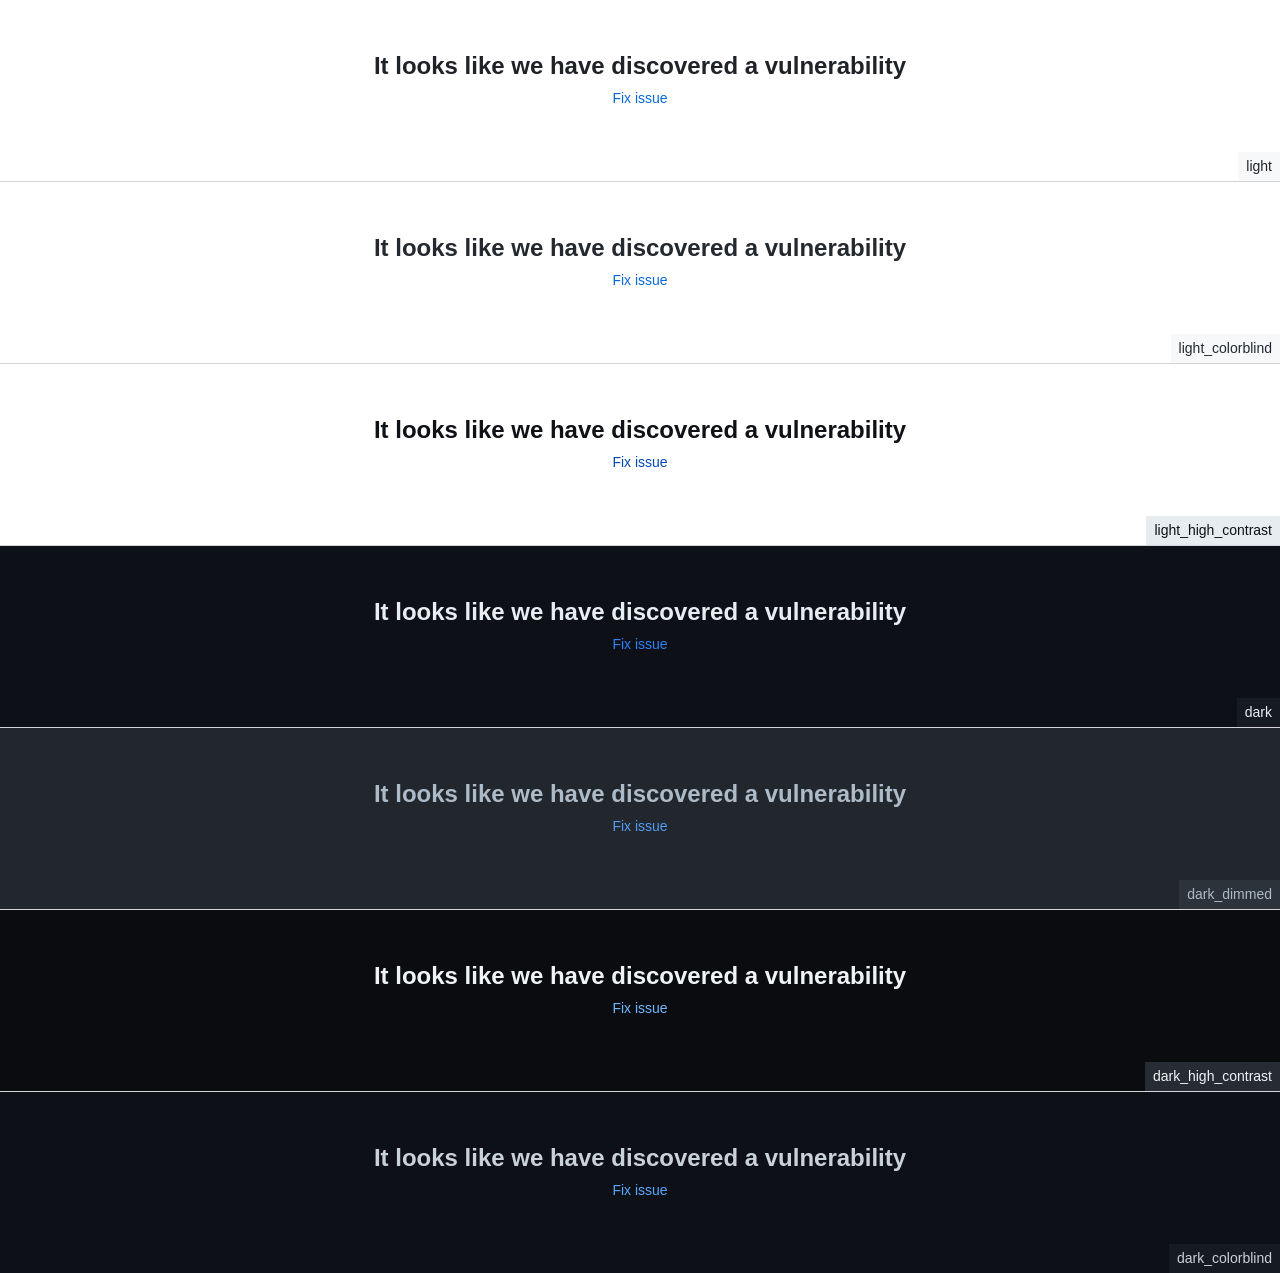 It looks like we have discovered a vulnerability
Fix issue
light
It looks like we have discovered a vulnerability
Fix issue
light_colorblind
It looks like we have discovered a vulnerability
Fix issue
light_high_contrast
It looks like we have discovered a vulnerability
Fix issue
dark
It looks like we have discovered a vulnerability
Fix issue
dark_dimmed
It looks like we have discovered a vulnerability
Fix issue
dark_high_contrast
It looks like we have discovered a vulnerability
Fix issue
dark_colorblind